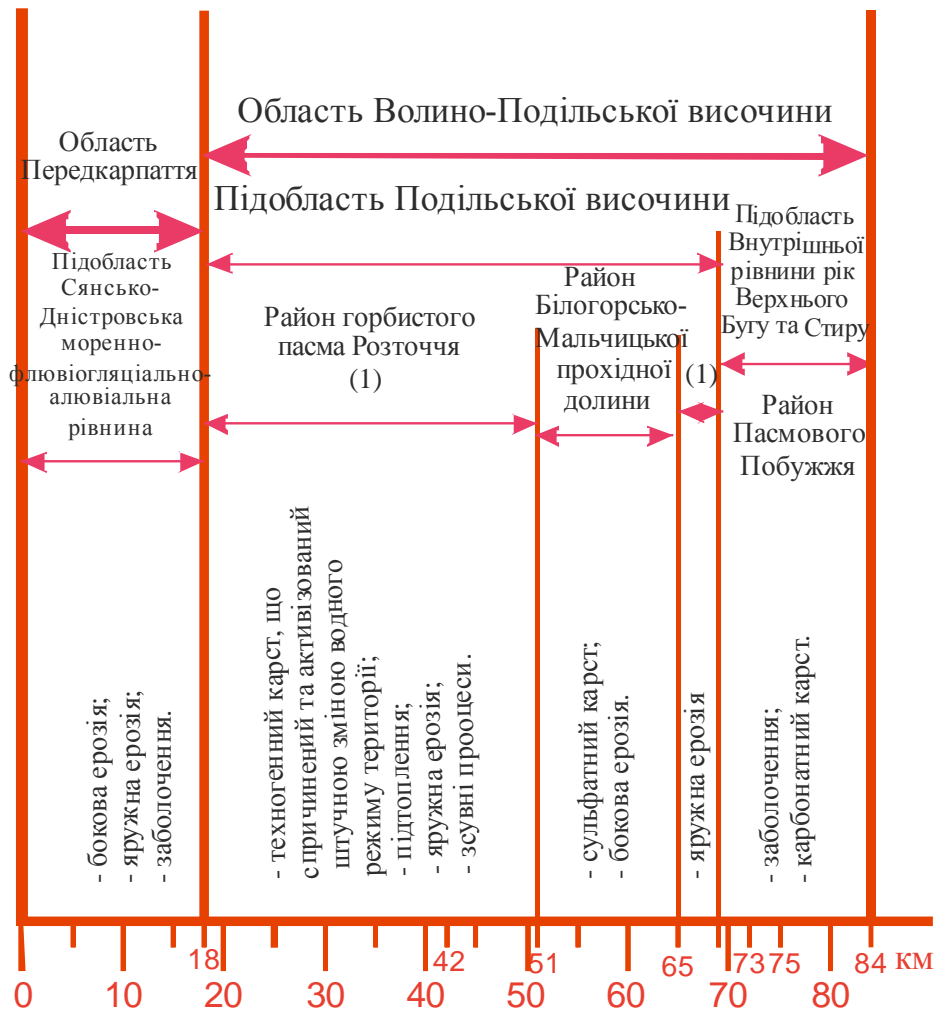 Область Волино-Подільської височини
Область
Передкарпаття
Підобласть Подільської височини
Підобласть
Внутрішньої
рівнини рік
Верхнього
Бугу та Стиру
Підобласть
Сянсько-
Дністровська
моренно-
флювіогляціально-
алювіальна
рівнина
Район горбистого
пасма Розточчя
(1)
Район
Білогорсько-
Мальчицької
прохідної
долини
(1)
Район
Пасмового
Побужжя
- бокова ерозія;
- яружна ерозія;
- заболочення.
- техногенний карст, що
спричинений та активізований
штучною зміною водного
режиму території;
- підтоплення;
- яружна ерозія;
- зсувні прооцеси.
- сульфатний карст;
- бокова ерозія.
- яружна ерозія
- заболочення;
- карбонатний карст.
18 42 51 65 73 75 84 км
0 10 20 30 40 50 60 70 80